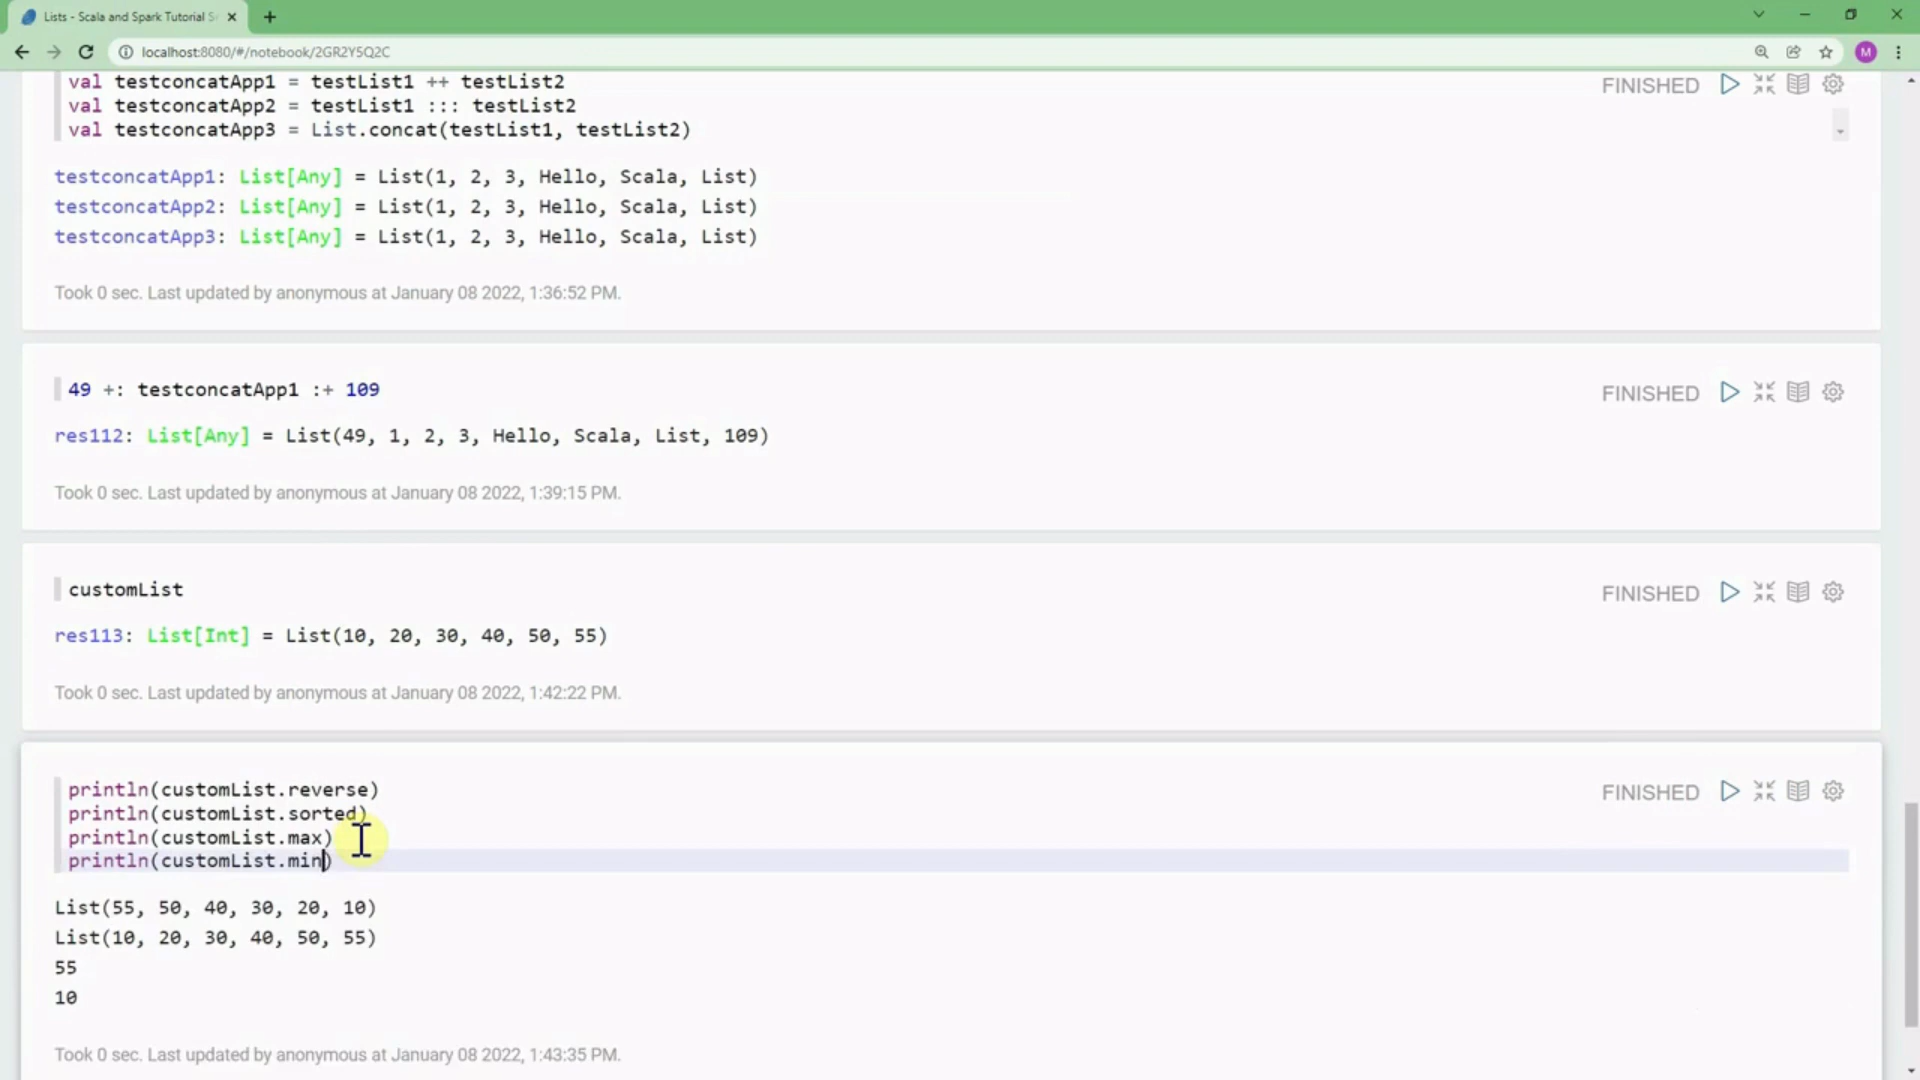 Lists - Scala and Spark Tutorial S
localhost:8080/#/notebook/2GR2Y5Q2C
M
val testconcatApp1 = testList1 ++ testList2
val testconcatApp2 = testList1 ::: testList2
val testconcatApp3 = List.concat(testList1, testList2)
FINISHED
testconcatApp1: List[Any] = List(1, 2, 3, Hello, Scala, List)
testconcatApp2: List[Any] = List(1, 2, 3, Hello, Scala, List)
testconcatApp3: List[Any] = List(1, 2, 3, Hello, Scala, List)
Took 0 sec. Last updated by anonymous at January 08 2022, 1:36:52 PM.
49 +: testconcatApp1 :+ 109
FINISHED
res112: List[Any] = List(49, 1, 2, 3, Hello, Scala, List, 109)
Took 0 sec. Last updated by anonymous at January 08 2022, 1:39:15 PM.
customList
FINISHED
res113: List[Int] = List(10, 20, 30, 40, 50, 55)
Took 0 sec. Last updated by anonymous at January 08 2022, 1:42:22 PM.
println(customList.reverse)
FINISHED
println(customList.sorted)
println(customList.max)
println(customList.min)
List(55, 50, 40, 30, 20, 10)
List(10, 20, 30, 40, 50, 55)
55
10
Took 0 sec. Last updated by anonymous at January 08 2022, 1:43:35 PM.